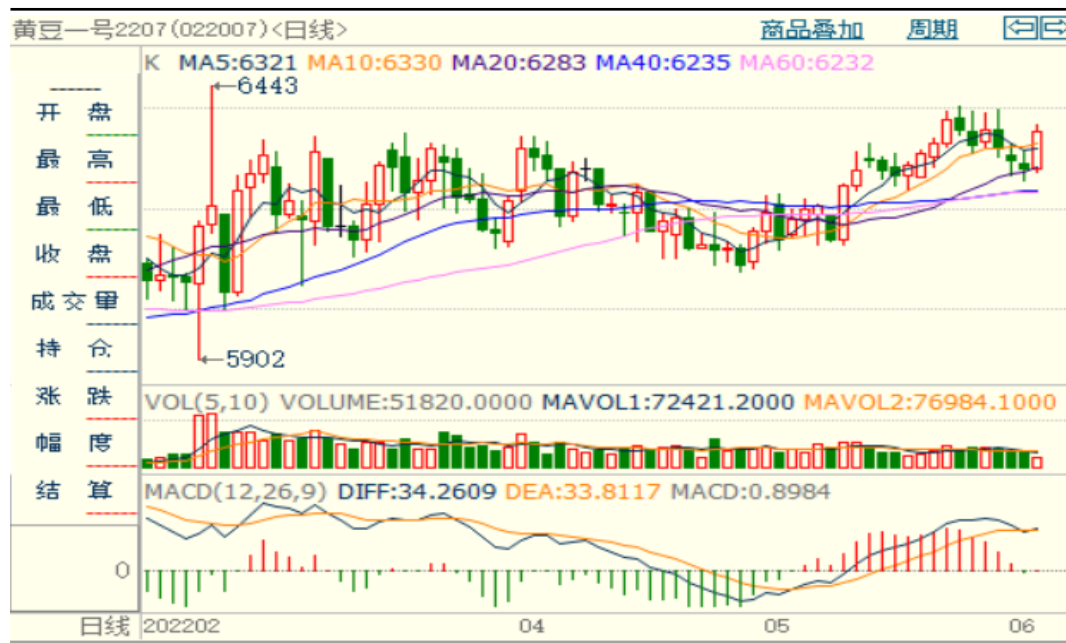 黄豆一号2207(022007)<日线> 商品叠加 周期
K MA5:6321 MA10:6330 MA20:6283 MA40:6235 MA60:6232
6443
开盘
最高
最低
收盘
5902
成交量
持仓
涨跌
VOL(5,10) VOLUME:51820.0000 MAVOL1:72421.2000 MAVOL2:76984.1000
幅度
结算
MACD(12,26,9) DIFF:34.2609 DEA:33.8117 MACD:0.8984
0
日线 202202 04 05 06